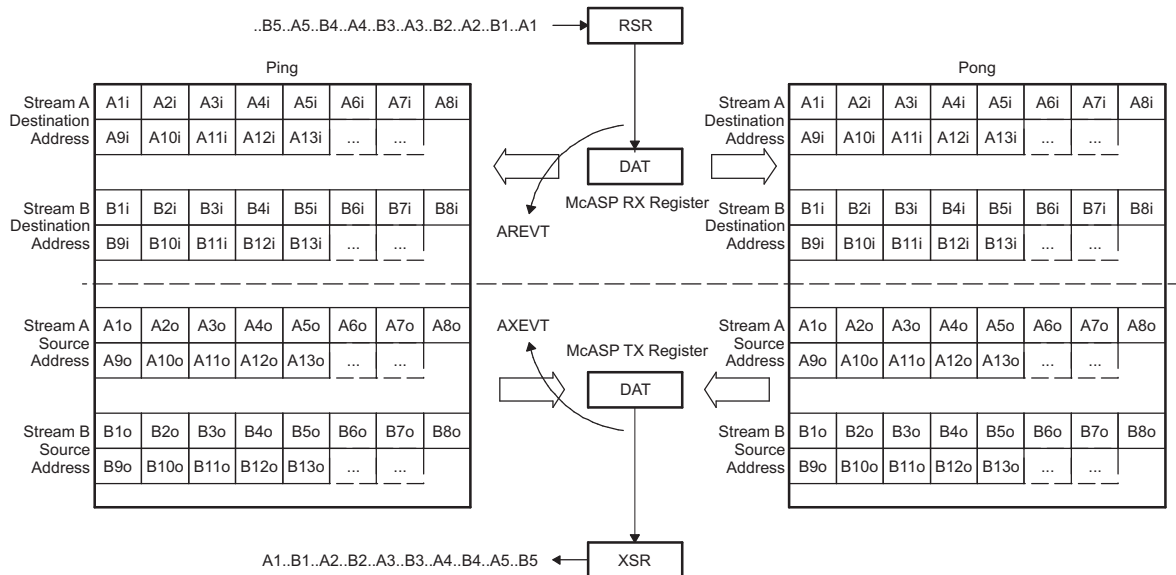 ..B5..A5..B4..A4..B3..A3..B2..A2..B1..A1
RSR
Ping
Pong
Stream A Destination Address
A1i A2i A3i A4i A5i A6i A7i A8i
A9i A10i A11i A12i A13i ... ...
Stream A Destination Address
A1i A2i A3i A4i A5i A6i A7i A8i
A9i A10i A11i A12i A13i ... ...
DAT
McASP RX Register
AREVT
Stream B Destination Address
B1i B2i B3i B4i B5i B6i B7i B8i
B9i B10i B11i B12i B13i ... ...
Stream B Destination Address
B1i B2i B3i B4i B5i B6i B7i B8i
B9i B10i B11i B12i B13i ... ...
Stream A Source Address
A1o A2o A3o A4o A5o A6o A7o A8o
A9o A10o A11o A12o A13o ... ...
AXEVT
McASP TX Register
DAT
Stream A Source Address
A1o A2o A3o A4o A5o A6o A7o A8o
A9o A10o A11o A12o A13o ... ...
Stream B Source Address
B1o B2o B3o B4o B5o B6o B7o B8o
B9o B10o B11o B12o B13o ... ...
Stream B Source Address
B1o B2o B3o B4o B5o B6o B7o B8o
B9o B10o B11o B12o B13o ... ...
A1..B1..A2..B2..A3..B3..A4..B4..A5..B5
XSR